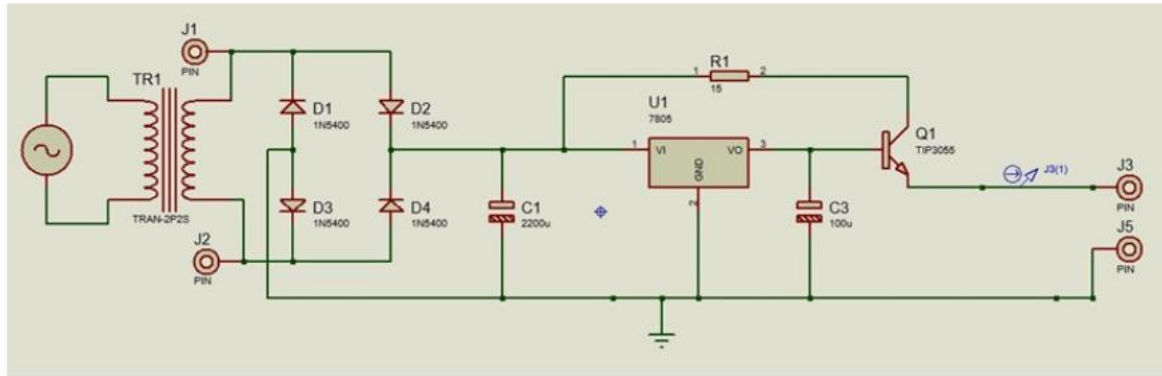 J1
PIN
TR1
TRAN-2P2S
J2
PIN
D1
1N5400
D2
1N5400
D3
1N5400
D4
1N5400
C1
2200u
R1
1
2
15
U1
7805
1
VI
VO
3
GND
2
C3
100u
Q1
TIP3055
J3(1)
J3
PIN
J5
PIN